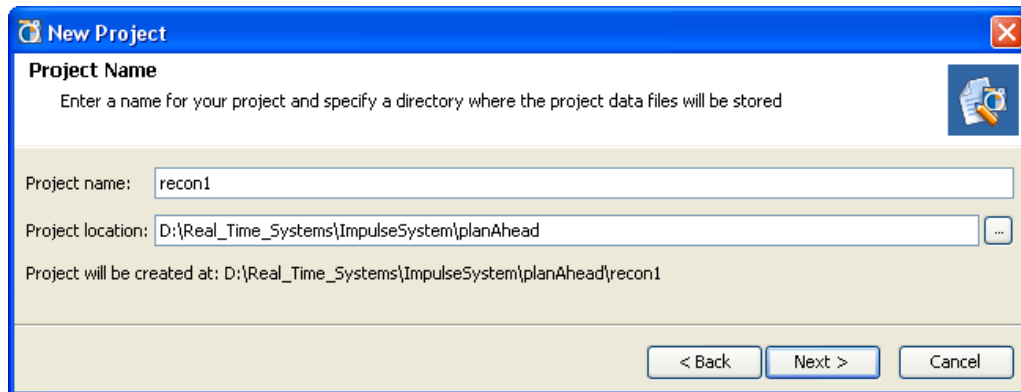 New Project
Project Name
Enter a name for your project and specify a directory where the project data files will be stored
Project name: recon1
Project location: D:\Real_Time_Systems\ImpulseSystem\planAhead ...
Project will be created at: D:\Real_Time_Systems\ImpulseSystem\planAhead\recon1
< Back Next > Cancel